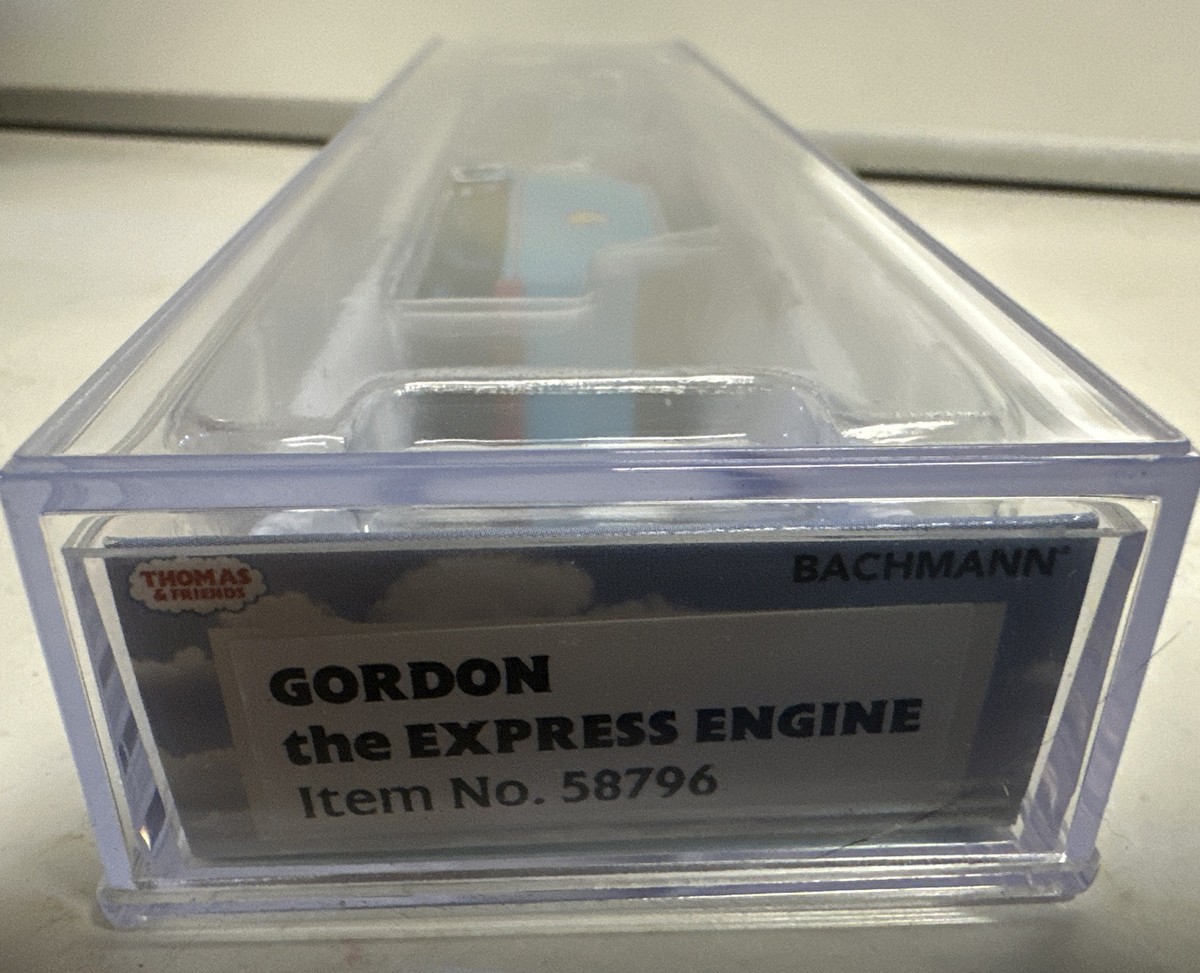 THOMAS
& FRIENDS
BACHMANN
GORDON
the EXPRESS ENGINE
Item No. 58796